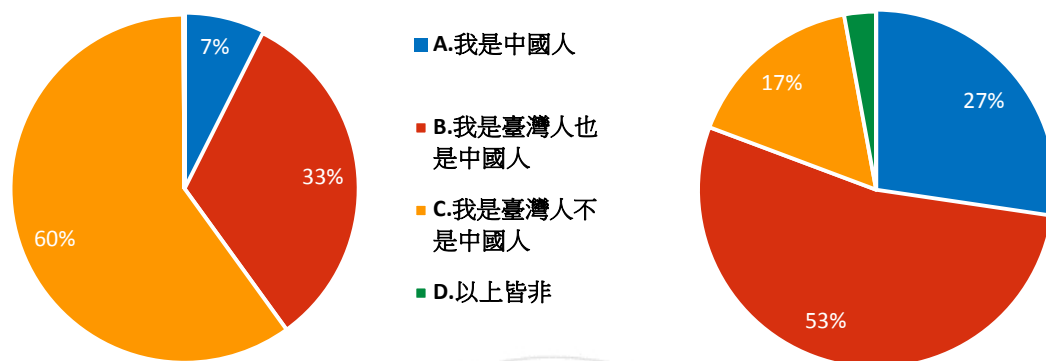 7%
33%
60%
A.我是中國人
B.我是臺灣人也
是中國人
C.我是臺灣人不
是中國人
D.以上皆非
17%
27%
53%